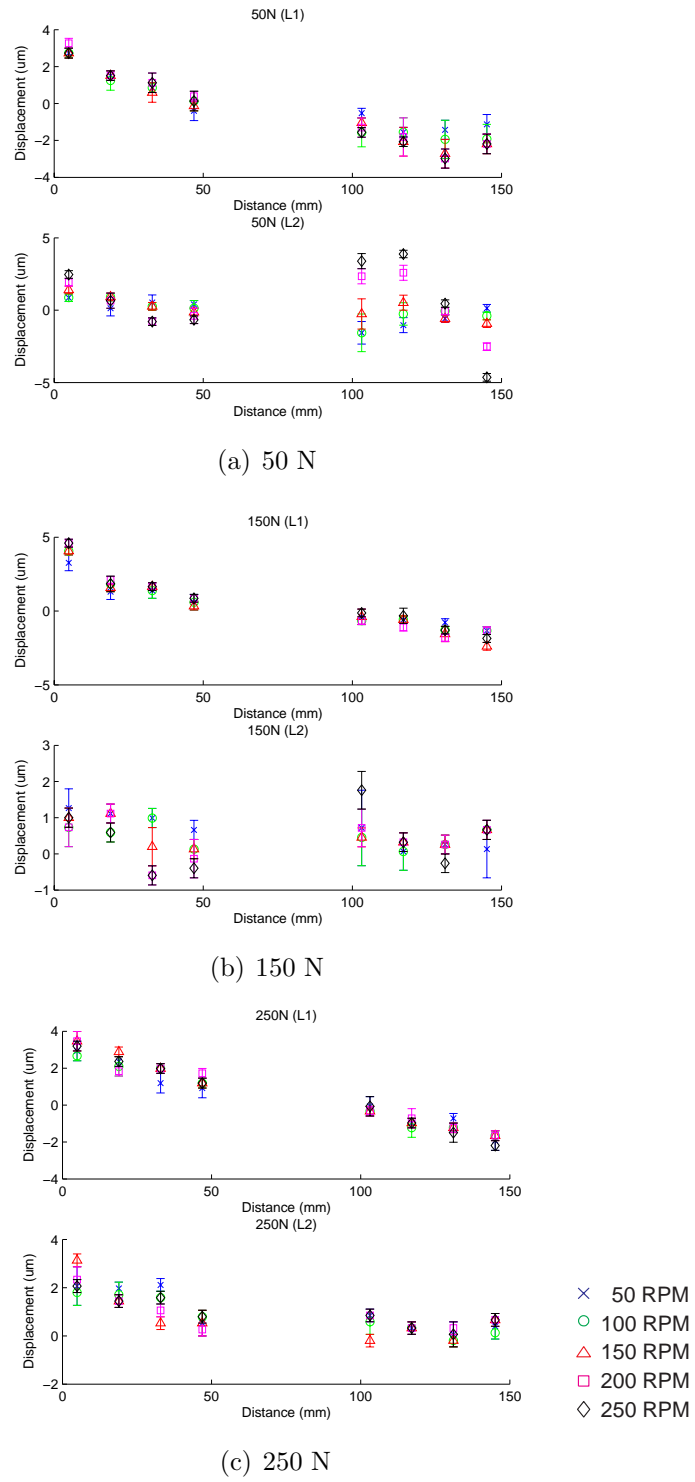 50N (L1)
Displacement (um)
4
2
0
−2
−4
0 50 100 150
Distance (mm)
50N (L2)
Displacement (um)
5
0
−5
0 50 100 150
Distance (mm)
(a) 50 N
150N (L1)
Displacement (um)
5
0
−5
0 50 100 150
Distance (mm)
150N (L2)
Displacement (um)
3
2
1
0
−1
0 50 100 150
Distance (mm)
(b) 150 N
250N (L1)
Displacement (um)
4
2
0
−2
−4
0 50 100 150
Distance (mm)
250N (L2)
Displacement (um)
4
2
0
−2
0 50 100 150
Distance (mm)
50 RPM
100 RPM
150 RPM
200 RPM
250 RPM
(c) 250 N